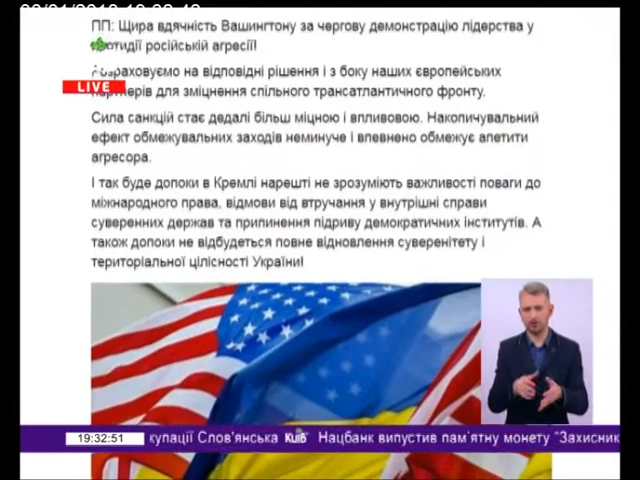 ПП: Щира вдячність Вашингтону за чергову демонстрацію лідерства у
протидії російській агресії!
Розраховуємо на відповідні рішення і з боку наших європейських
LIVE
партнерів для зміцнення спільного трансатлантичного фронту.
Сила санкцій стає дедалі більш міцною і впливовою. Накопичувальний
ефект обмежувальних заходів неминуче і впевнено обмежує апетити
агресора.
І так буде допоки в Кремлі нарешті не зрозуміють важливості поваги до
міжнародного права, відмови від втручання у внутрішні справи
суверенних держав та припинення підриву демократичних інститутів. А
також допоки не відбудеться повне відновлення суверенітету і
територіальної цілісності України!
19:32:51 купації Слов'янська КИЇВ Нацбанк випустив пам'ятну монету "Захисник